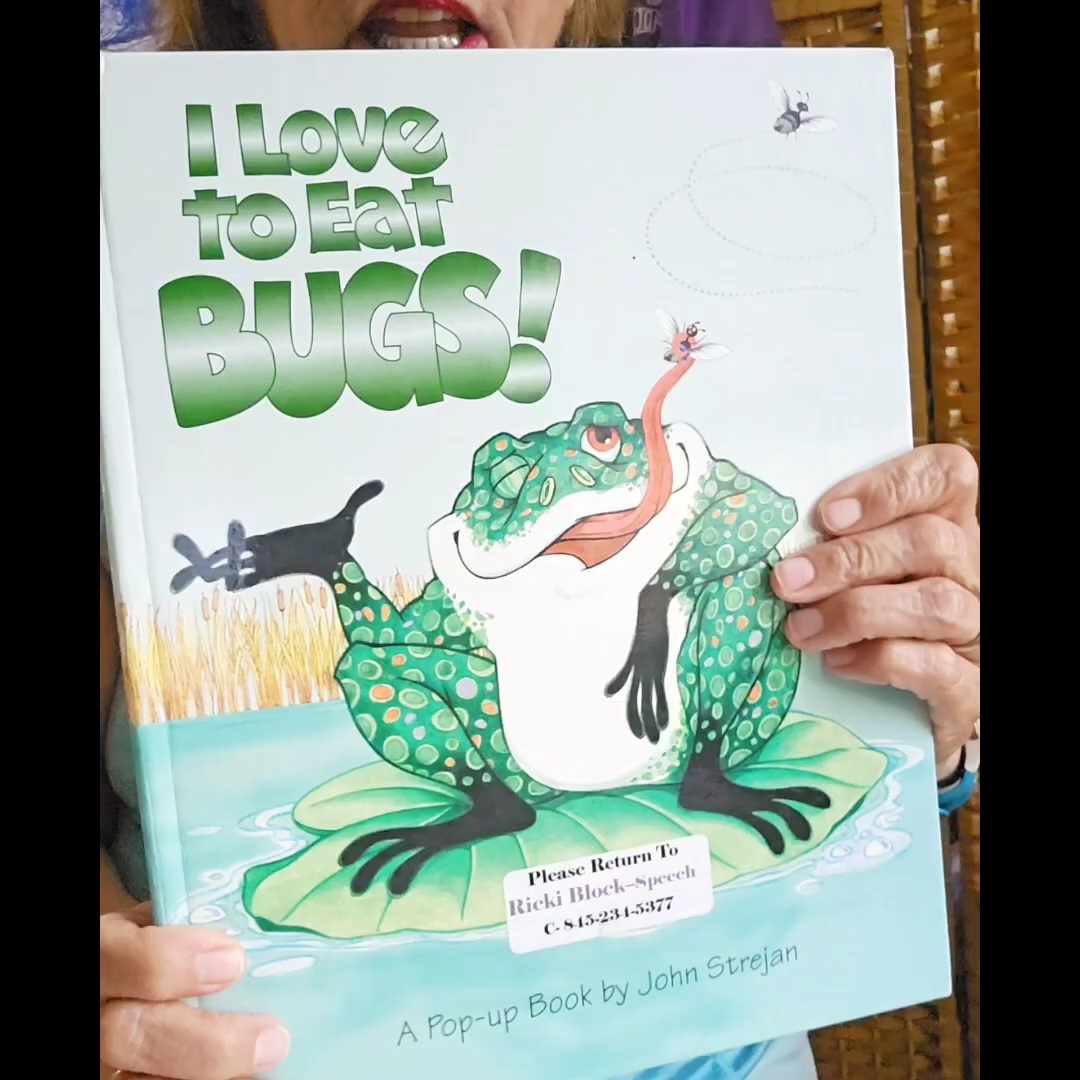 I Love
to Eat
BUGS!
Please Return To
Ricki Block–Speech
C- 845-234-5377
A Pop-up Book by John Strejan